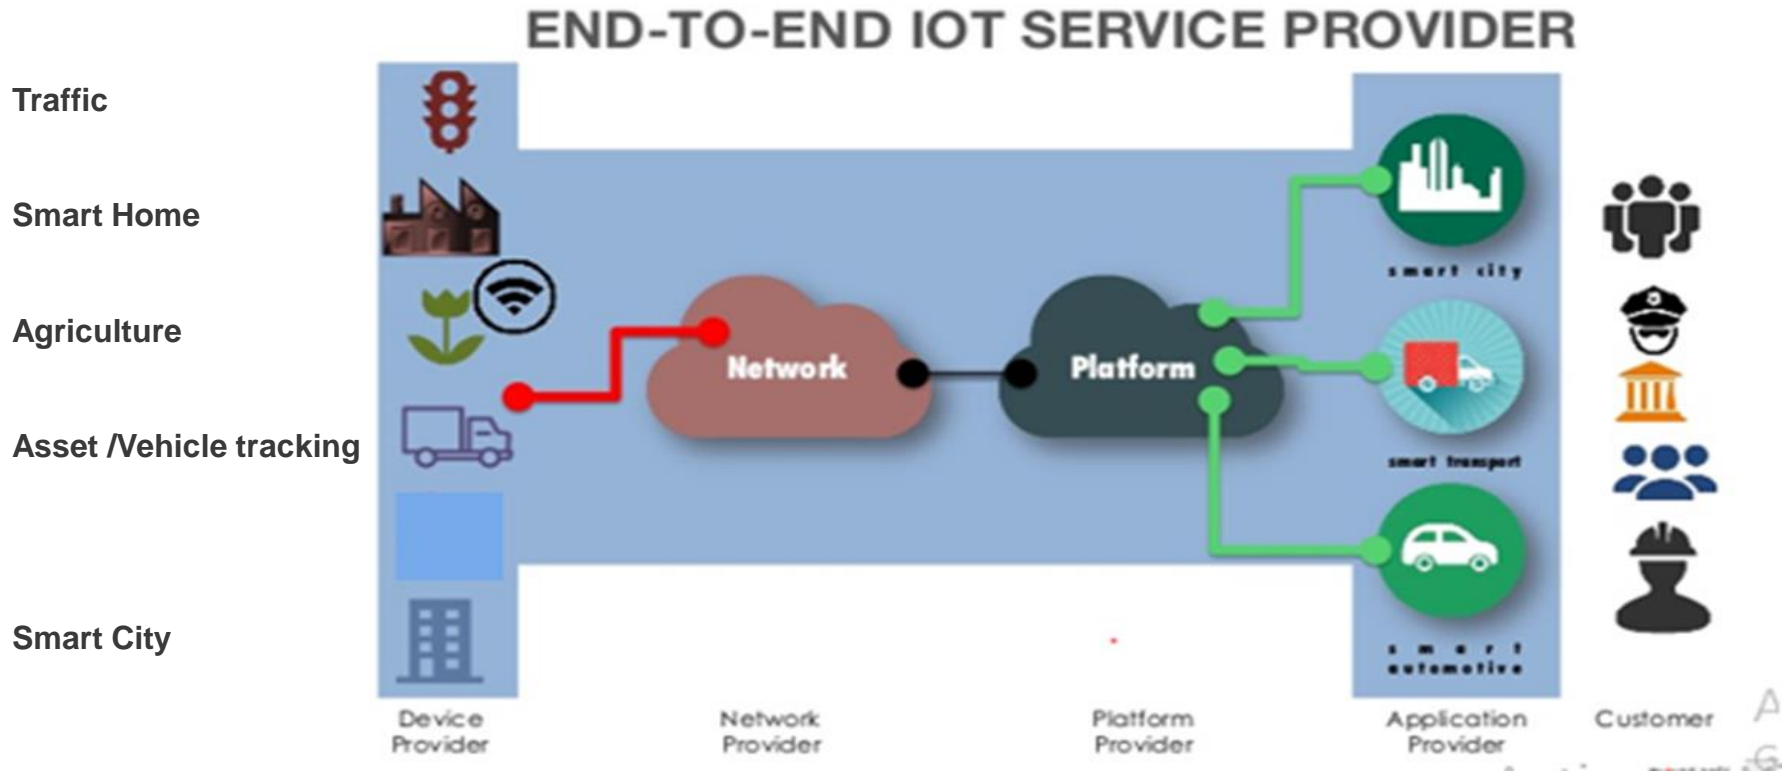 END-TO-END IOT SERVICE PROVIDER
Traffic
Smart Home
Agriculture
Asset /Vehicle tracking
Smart City
Network
Platform
smart city
smart transport
smart
automotive
Device
Provider
Network
Provider
Platform
Provider
Application
Provider
Customer